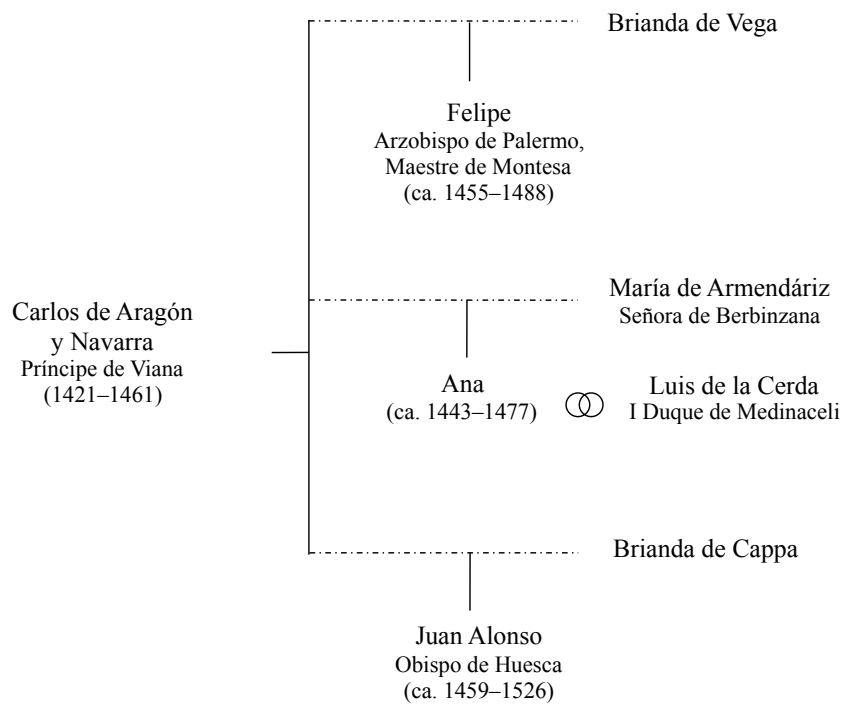 Brianda de Vega
Felipe
Arzobispo de Palermo,
Maestre de Montesa
(ca. 1455–1488)
María de Armendáriz
Señora de Berbinzana
Carlos de Aragón
y Navarra
Príncipe de Viana
(1421–1461)
Ana
(ca. 1443–1477)
Luis de la Cerda
I Duque de Medinaceli
Brianda de Cappa
Juan Alonso
Obispo de Huesca
(ca. 1459–1526)